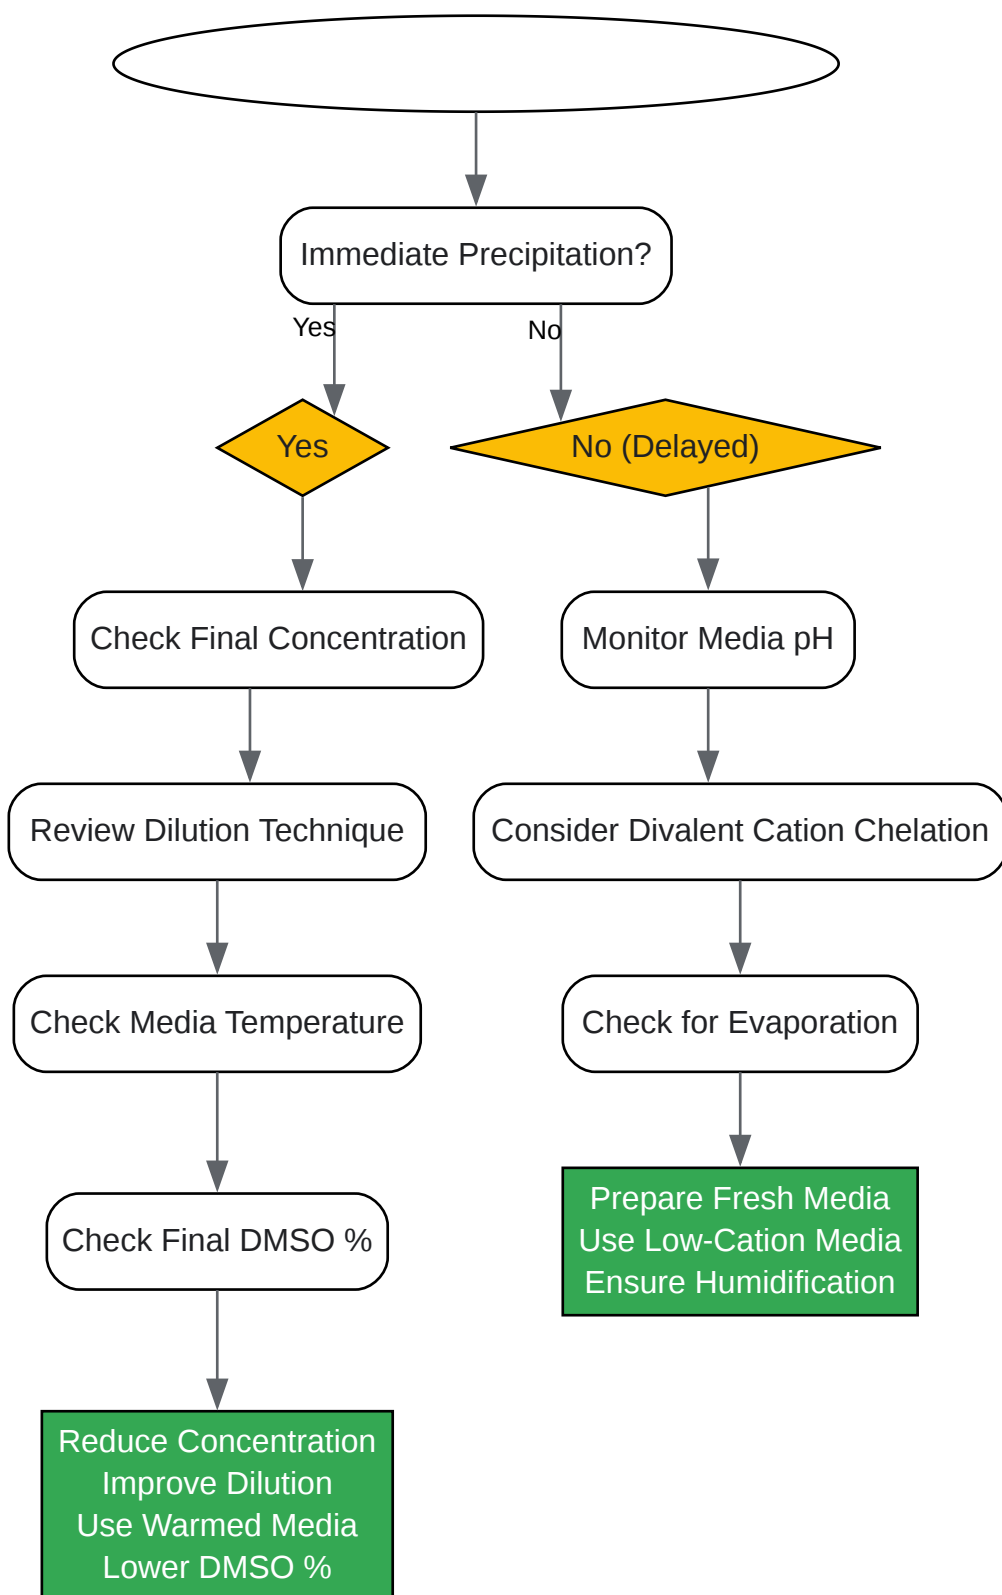 Immediate Precipitation?
Yes
No
Yes
No (Delayed)
Check Final Concentration
Monitor Media pH
Review Dilution Technique
Consider Divalent Cation Chelation
Check Media Temperature
Check for Evaporation
Check Final DMSO %
Prepare Fresh Media
Use Low-Cation Media
Ensure Humidification
Reduce Concentration
Improve Dilution
Use Warmed Media
Lower DMSO %